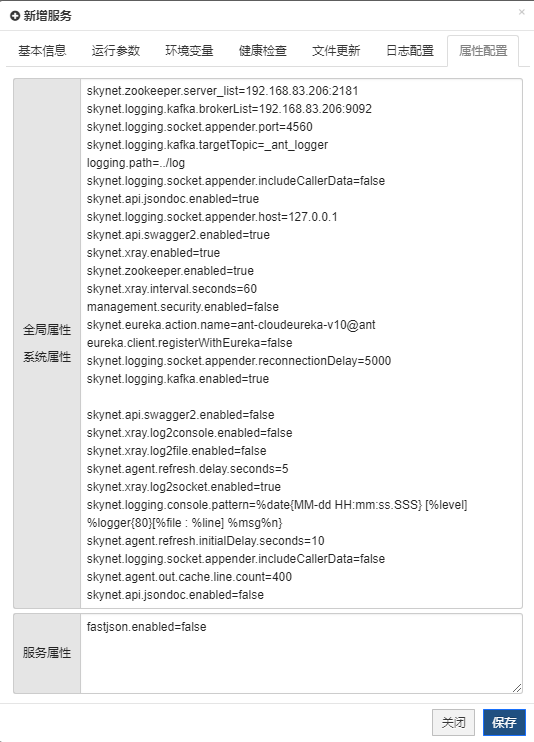 新增服务
×
基本信息 运行参数 环境变量 健康检查 文件更新 日志配置 属性配置
全局属性
系统属性
skynet.zookeeper.server_list=192.168.83.206:2181
skynet.logging.kafka.brokerList=192.168.83.206:9092
skynet.logging.socket.appender.port=4560
skynet.logging.kafka.targetTopic=_ant_logger
logging.path=../log
skynet.logging.socket.appender.includeCallerData=false
skynet.api.jsondoc.enabled=true
skynet.logging.socket.appender.host=127.0.0.1
skynet.api.swagger2.enabled=true
skynet.xray.enabled=true
skynet.zookeeper.enabled=true
skynet.xray.interval.seconds=60
management.security.enabled=false
skynet.eureka.action.name=ant-cloudeureka-v10@ant
eureka.client.registerWithEureka=false
skynet.logging.socket.appender.reconnectionDelay=5000
skynet.logging.kafka.enabled=true
skynet.api.swagger2.enabled=false
skynet.xray.log2console.enabled=false
skynet.xray.log2file.enabled=false
skynet.agent.refresh.delay.seconds=5
skynet.xray.log2socket.enabled=true
skynet.logging.console.pattern=%date{MM-dd HH:mm:ss.SSS} [%level]
%logger{80}[%file : %line] %msg%n}
skynet.agent.refresh.initialDelay.seconds=10
skynet.logging.socket.appender.includeCallerData=false
skynet.agent.out.cache.line.count=400
skynet.api.jsondoc.enabled=false
服务属性
fastjson.enabled=false
关闭 保存